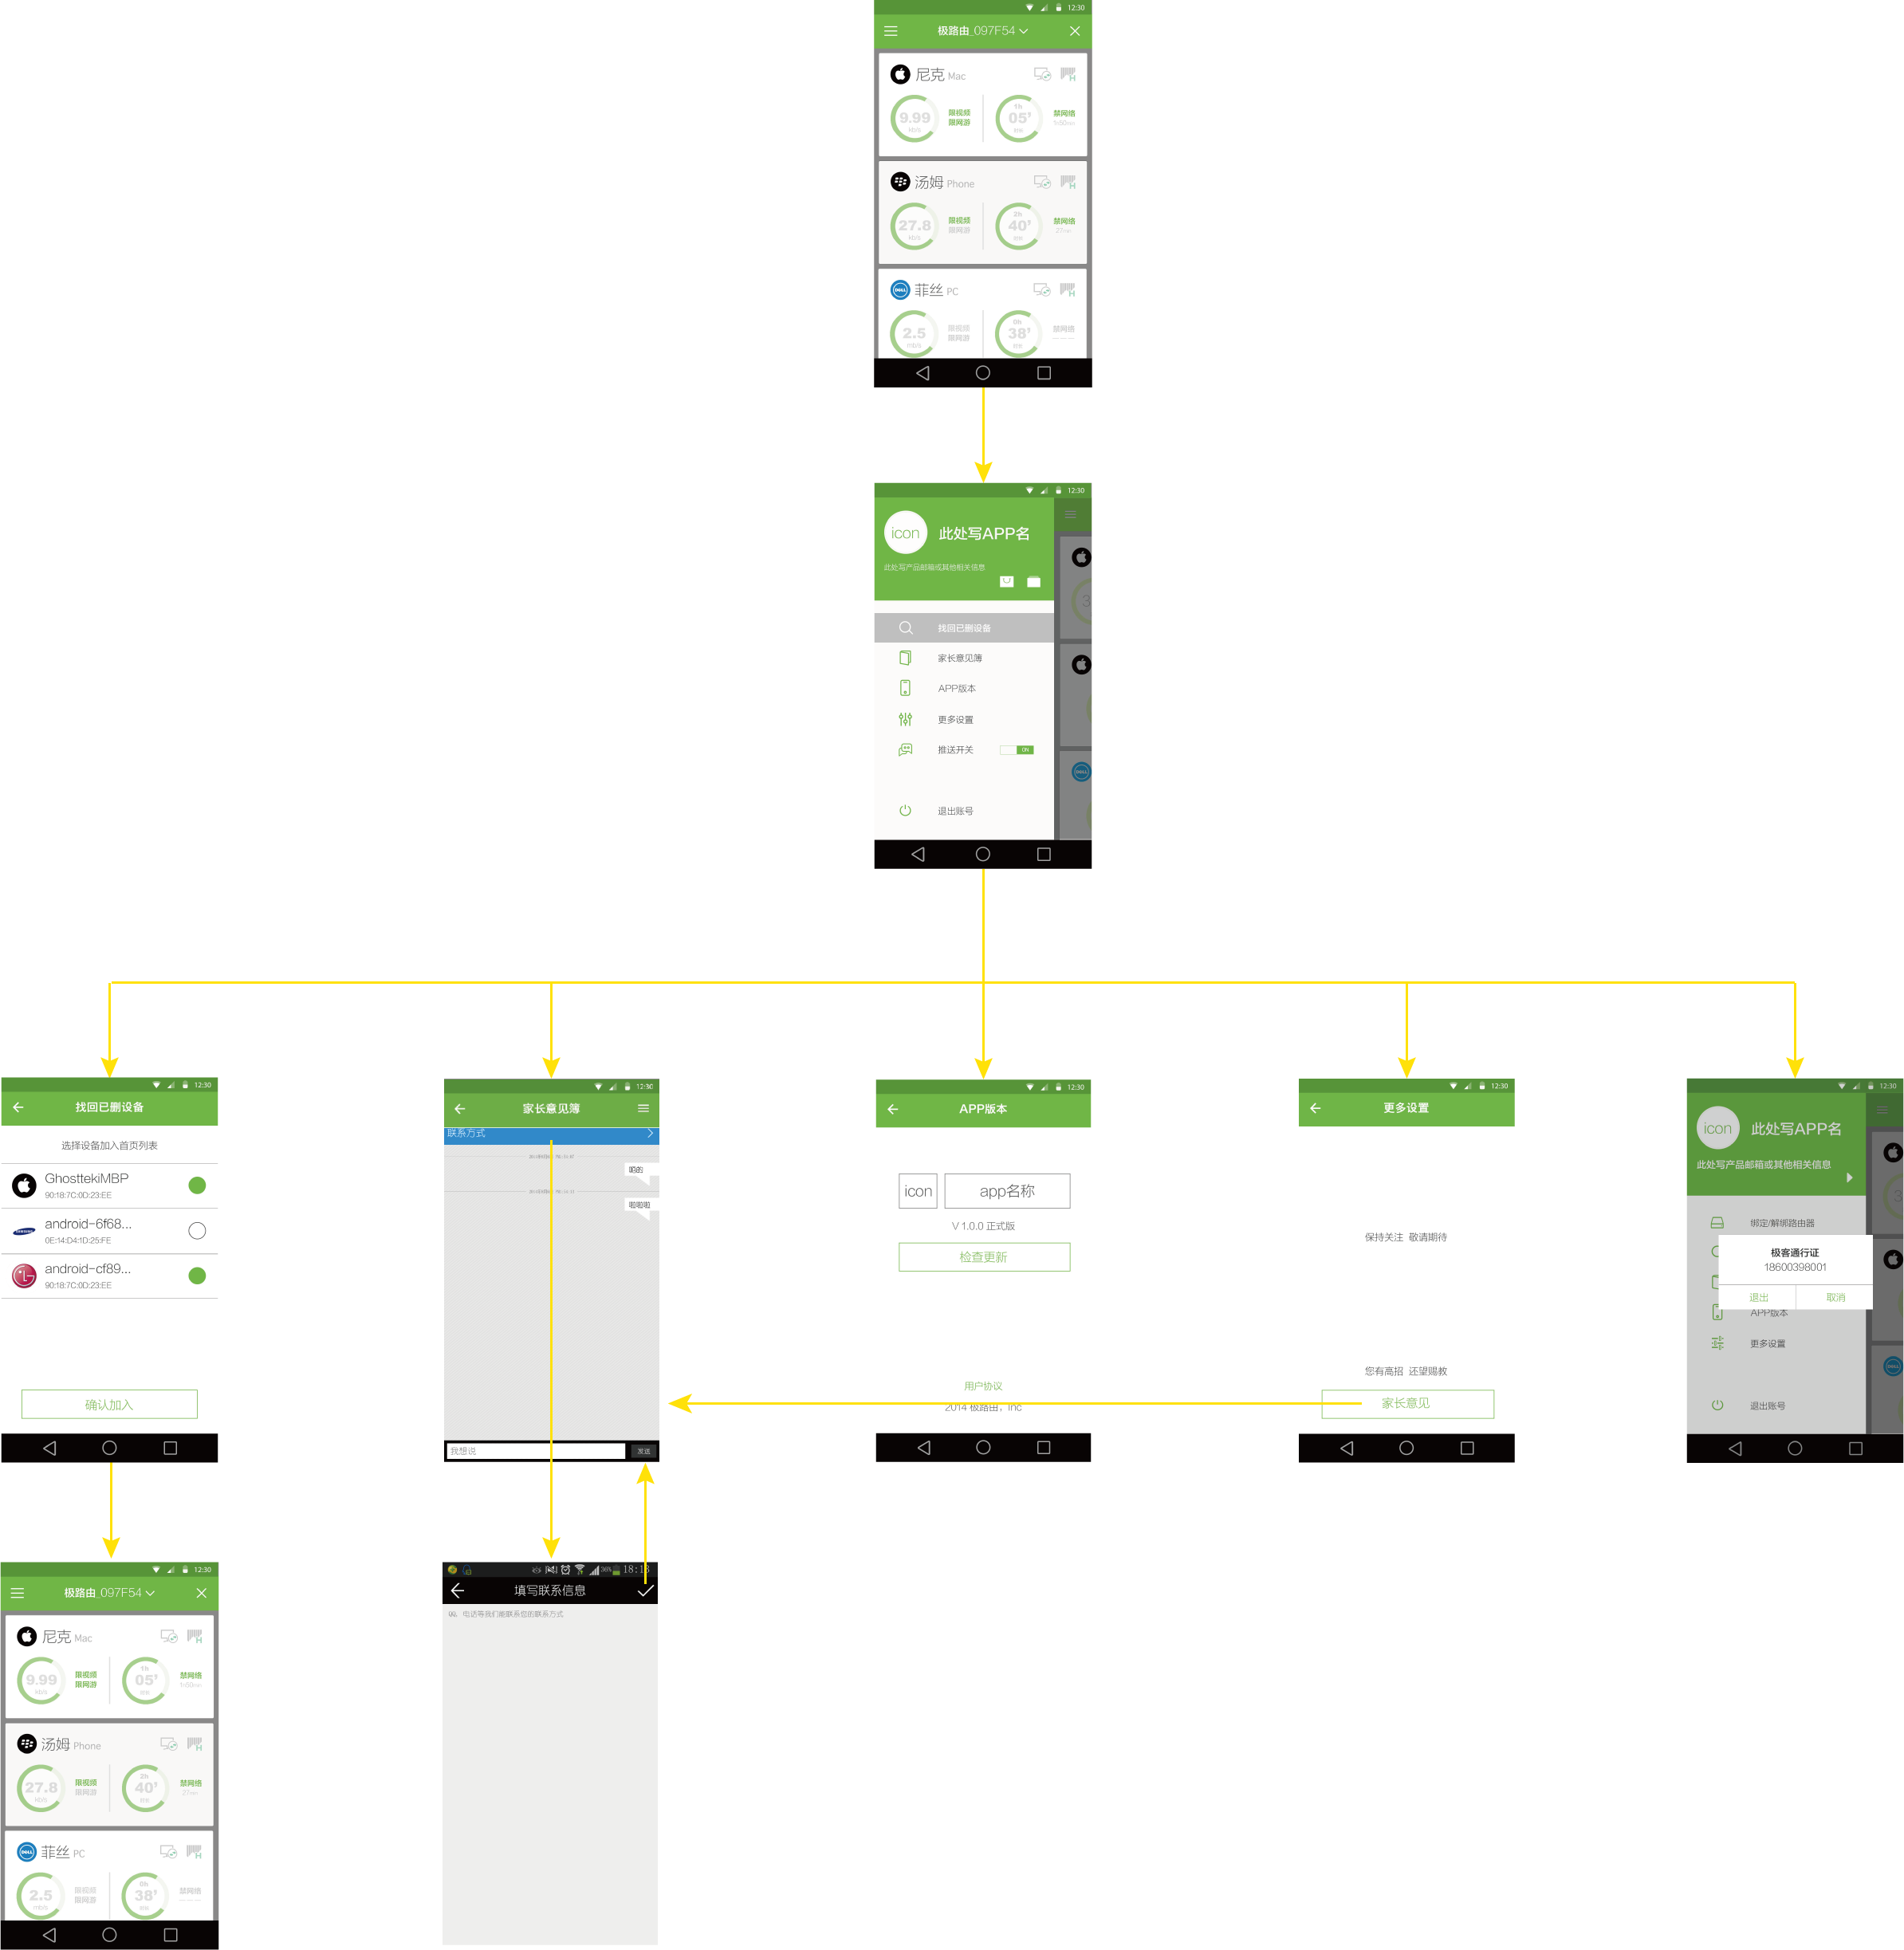 12:30
极路由_097F54
尼克 Mac
9.99
kb/s
限视频
限网游
1h
05'
禁网络
1h50min
汤姆 Phone
27.8
kb/s
限视频
限网游
2h
40'
禁网络
27min
菲丝 PC
2.5
mb/s
限视频
限网游
0h
38'
禁网络
12:30
icon
此处写APP名
此处写产品邮箱或其他相关信息
找回已删设备
家长意见簿
APP版本
更多设置
推送开关
ON
退出账号
12:30
找回已删设备
选择设备加入首页列表
GhosttekiMBP
90:18:7C:0D:23:EE
android-6f68...
0E:14:D4:1D:25:FE
android-cf89...
90:18:7C:0D:23:EE
确认加入
12:30
家长意见簿
联系方式
啪啪啪
我想说
发送
12:30
APP版本
icon
app名称
V 1.0.0 正式版
检查更新
用户协议
2014 极路由，Inc
12:30
更多设置
保持关注 敬请期待
您有高招 还望赐教
家长意见
12:30
icon
此处写APP名
此处写产品邮箱或其他相关信息
绑定/解绑路由器
极客通行证
18600398001
退出
取消
APP版本
更多设置
退出账号
12:30
极路由_097F54
尼克 Mac
9.99
kb/s
限视频
限网游
1h
05'
禁网络
1h50min
汤姆 Phone
27.8
kb/s
限视频
限网游
2h
40'
禁网络
27min
菲丝 PC
2.5
mb/s
限视频
限网游
0h
38'
禁网络
36%
18:13
填写联系信息
QQ，电话等我们能联系您的联系方式